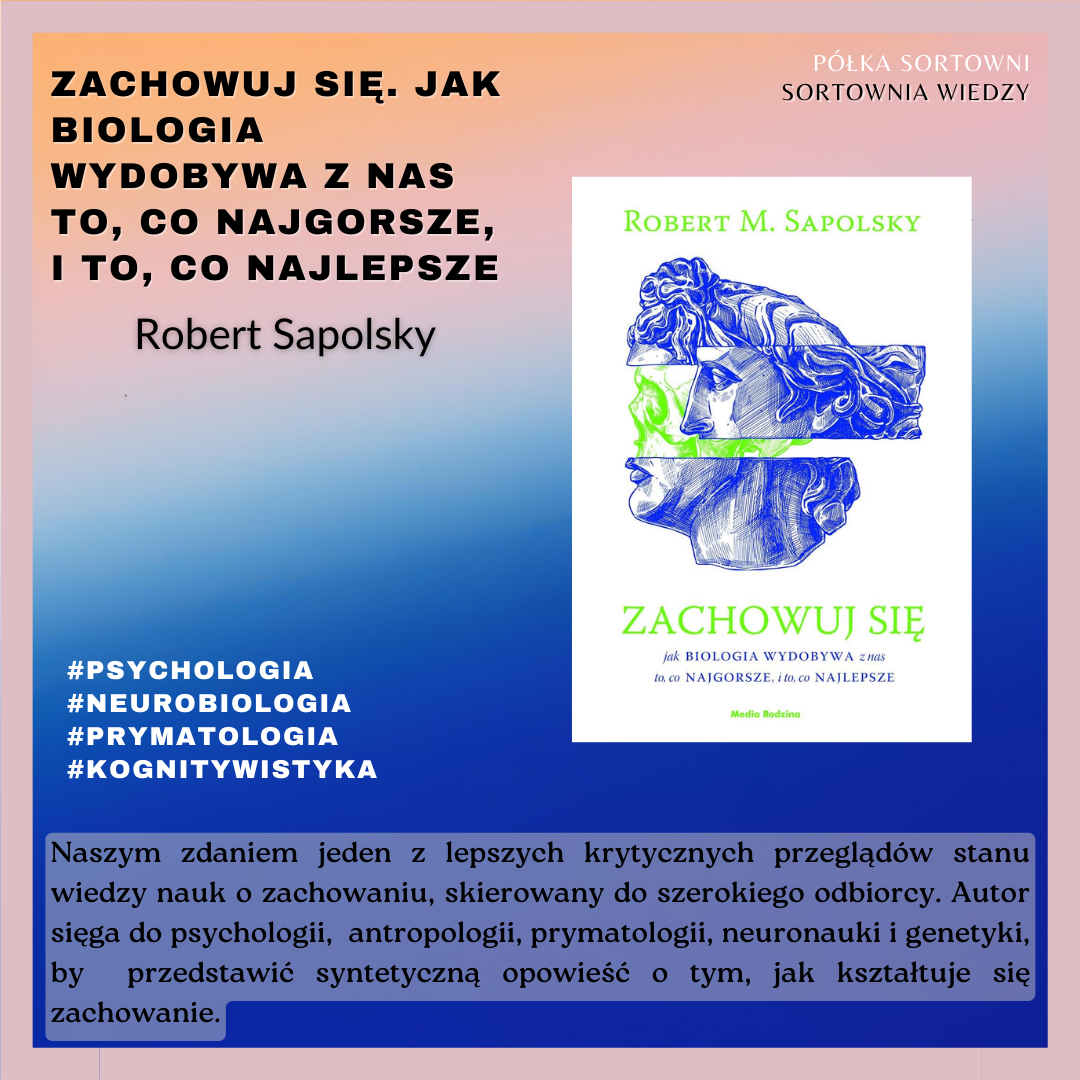 ZACHOWUJ SIĘ. JAK
BIOLOGIA
WYDOBYWA Z NAS
TO, CO NAJGORSZE,
I TO, CO NAJLEPSZE
Robert Sapolsky
PÓŁKA SORTOWNI
SORTOWNIA WIEDZY
ROBERT M. SAPOLSKY
ZACHOWUJ SIĘ
jak BIOLOGIA WYDOBYWA z nas
to, co NAJGORSZE, i to, co NAJLEPSZE
Media Rodzina
#PSYCHOLOGIA
#NEUROBIOLOGIA
#PRYMATOLOGIA
#KOGNITYWISTYKA
Naszym zdaniem jeden z lepszych krytycznych przeglądów stanu
wiedzy nauk o zachowaniu, skierowany do szerokiego odbiorcy. Autor
sięga do psychologii, antropologii, prymatologii, neuronauki i genetyki,
by przedstawić syntetyczną opowieść o tym, jak kształtuje się
zachowanie.